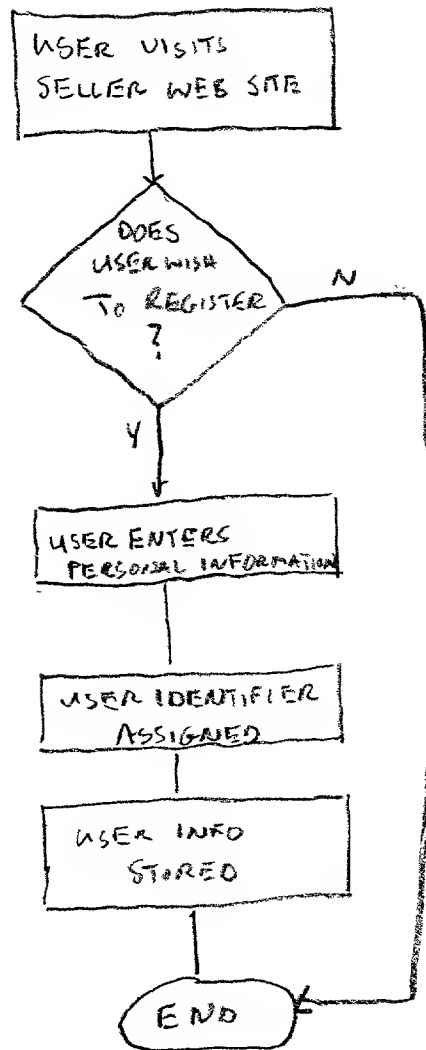 USER VISITS
SELLER WEB SITE
DOES
USER WISH
TO REGISTER
?
N
Y
USER ENTERS
PERSONAL INFORMATION
USER IDENTIFIER
ASSIGNED
USER INFO
STORED
END